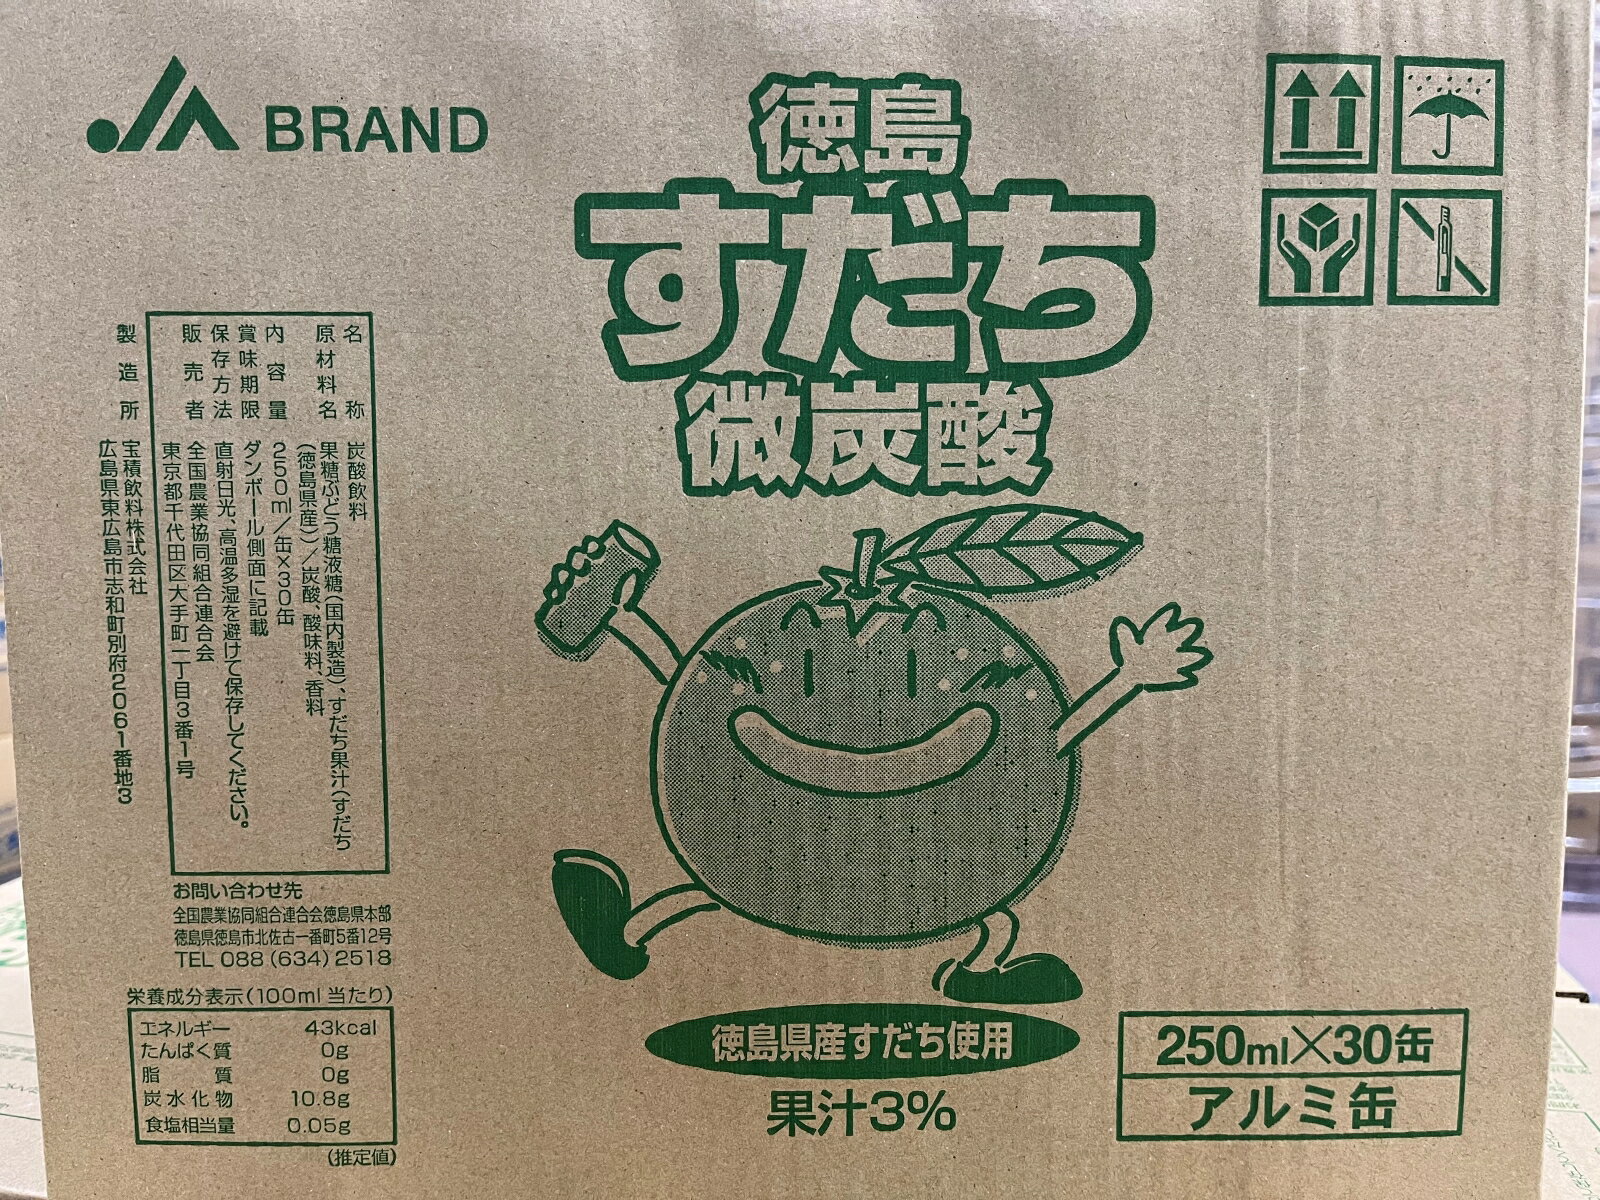 JA BRAND
徳島
すだち
微炭酸
名称 炭酸飲料
原材料名 果糖ぶどう糖液糖(国内製造)、すだち果汁(すだち
(徳島県産))／炭酸、酸味料、香料
内容量 250ml／缶×30缶
賞味期限 ダンボール側面に記載
保存方法 直射日光、高温多湿を避けて保存してください。
販売者 全国農業協同組合連合会
東京都千代田区大手町一丁目3番1号
製造所 宝積飲料株式会社
広島県東広島市志和町別府2061番地3
お問い合わせ先
全国農業協同組合連合会徳島県本部
徳島県徳島市北佐古一番町5番12号
TEL 088(634)2518
栄養成分表示(100ml当たり)
エネルギー 43kcal
たんぱく質 0g
脂質 0g
炭水化物 10.8g
食塩相当量 0.05g
(推定値)
徳島県産すだち使用
果汁3%
250ml×30缶
アルミ缶